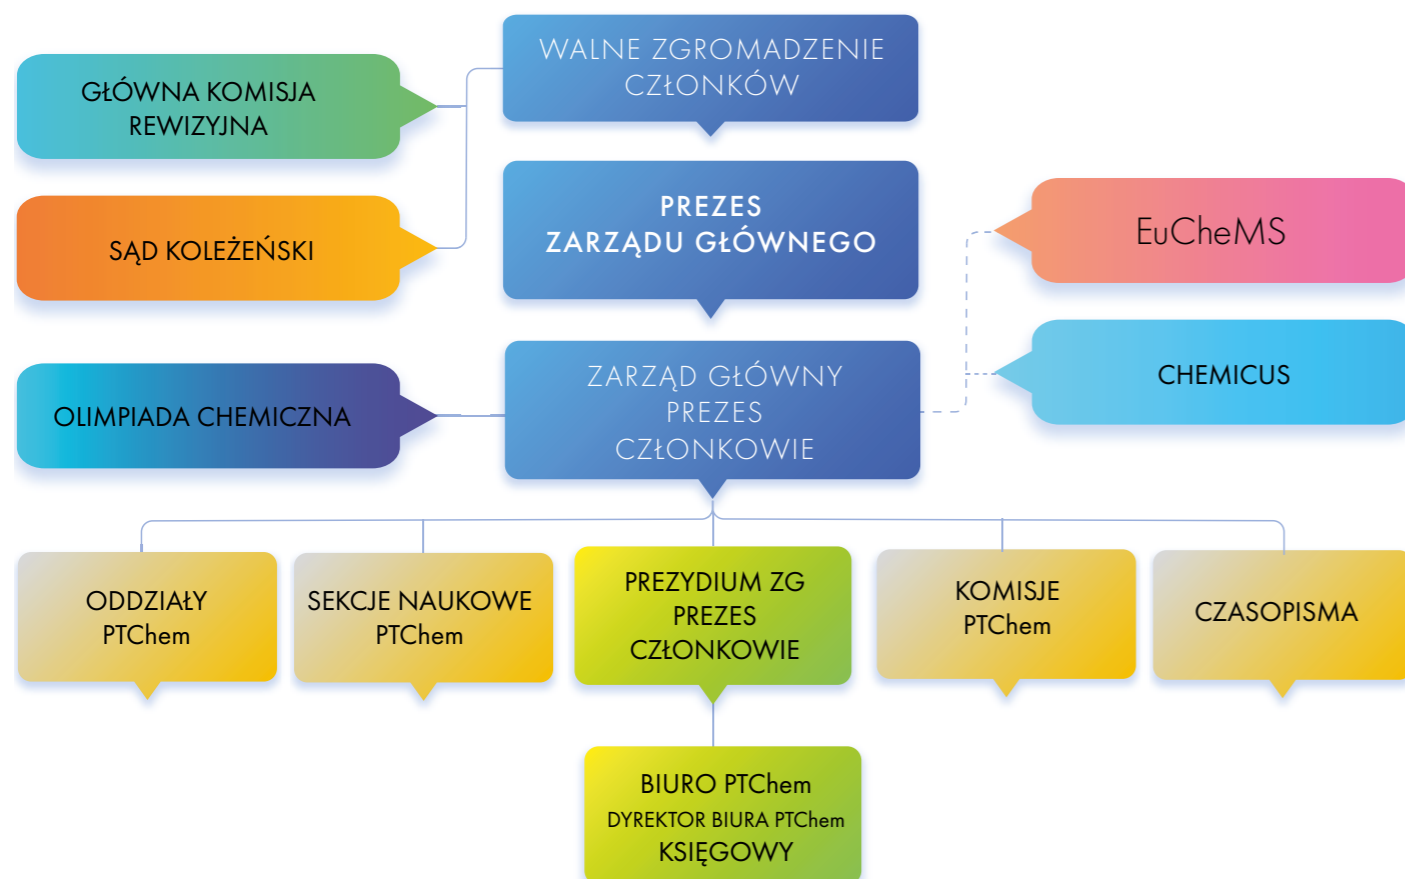 WALNE ZGROMADZENIE
CZŁONKÓW
GŁÓWNA KOMISJA
REWIZYJNA
PREZES
ZARZĄDU GŁÓWNEGO
SĄD KOLEŻEŃSKI
EuCheMS
ZARZĄD GŁÓWNY
PREZES
CZŁONKOWIE
CHEMICUS
OLIMPIADA CHEMICZNA
ODDZIAŁY
PTChem
SEKCJE NAUKOWE
PTChem
PREZYDIUM ZG
PREZES
CZŁONKOWIE
KOMISJE
PTChem
CZASOPISMA
BIURO PTChem
DYREKTOR BIURA PTChem
KSIĘGOWY